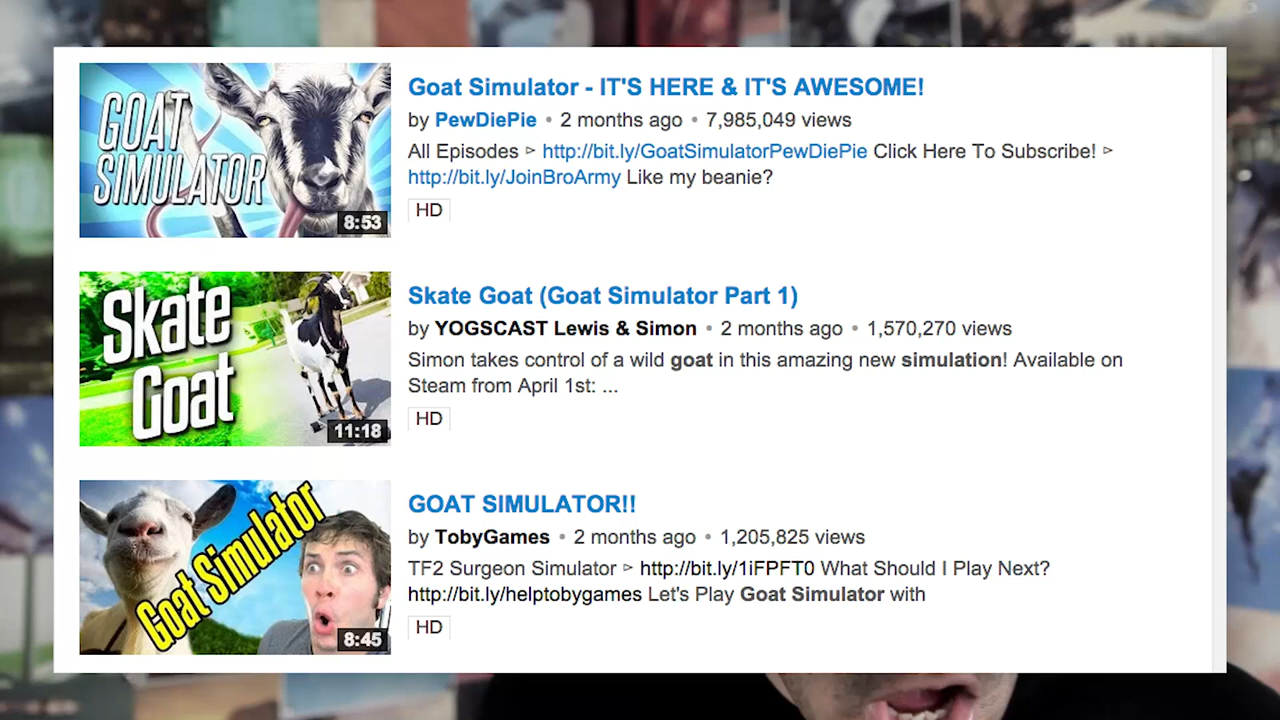 GOAT
SIMULATOR
8:53
Goat Simulator - IT'S HERE & IT'S AWESOME!
by PewDiePie • 2 months ago • 7,985,049 views
All Episodes ▻ http://bit.ly/GoatSimulatorPewDiePie Click Here To Subscribe! ▻
http://bit.ly/JoinBroArmy Like my beanie?
HD
Skate
Goat
11:18
Skate Goat (Goat Simulator Part 1)
by YOGSCAST Lewis & Simon • 2 months ago • 1,570,270 views
Simon takes control of a wild goat in this amazing new simulation! Available on
Steam from April 1st: ...
HD
Goat Simulator
8:45
GOAT SIMULATOR!!
by TobyGames • 2 months ago • 1,205,825 views
TF2 Surgeon Simulator ▻ http://bit.ly/1iFPFT0 What Should I Play Next?
http://bit.ly/helptobygames Let's Play Goat Simulator with
HD